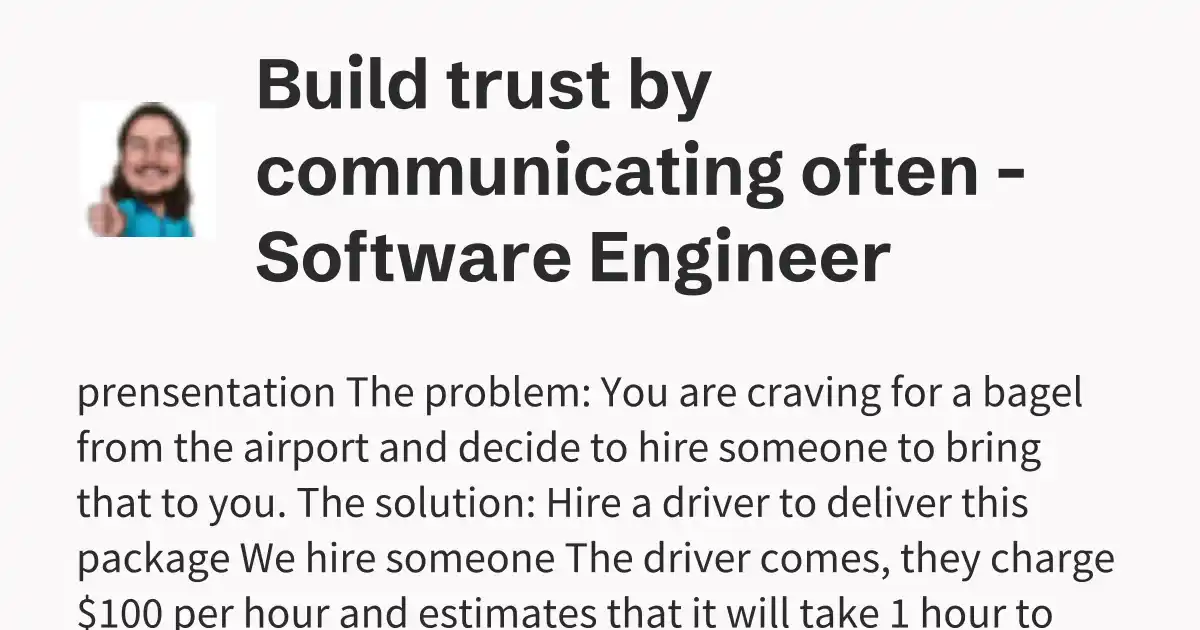 Build trust by
communicating often -
Software Engineer
prensentation The problem: You are craving for a bagel
from the airport and decide to hire someone to bring
that to you. The solution: Hire a driver to deliver this
package We hire someone The driver comes, they charge
$100 per hour and estimates that it will take 1 hour to